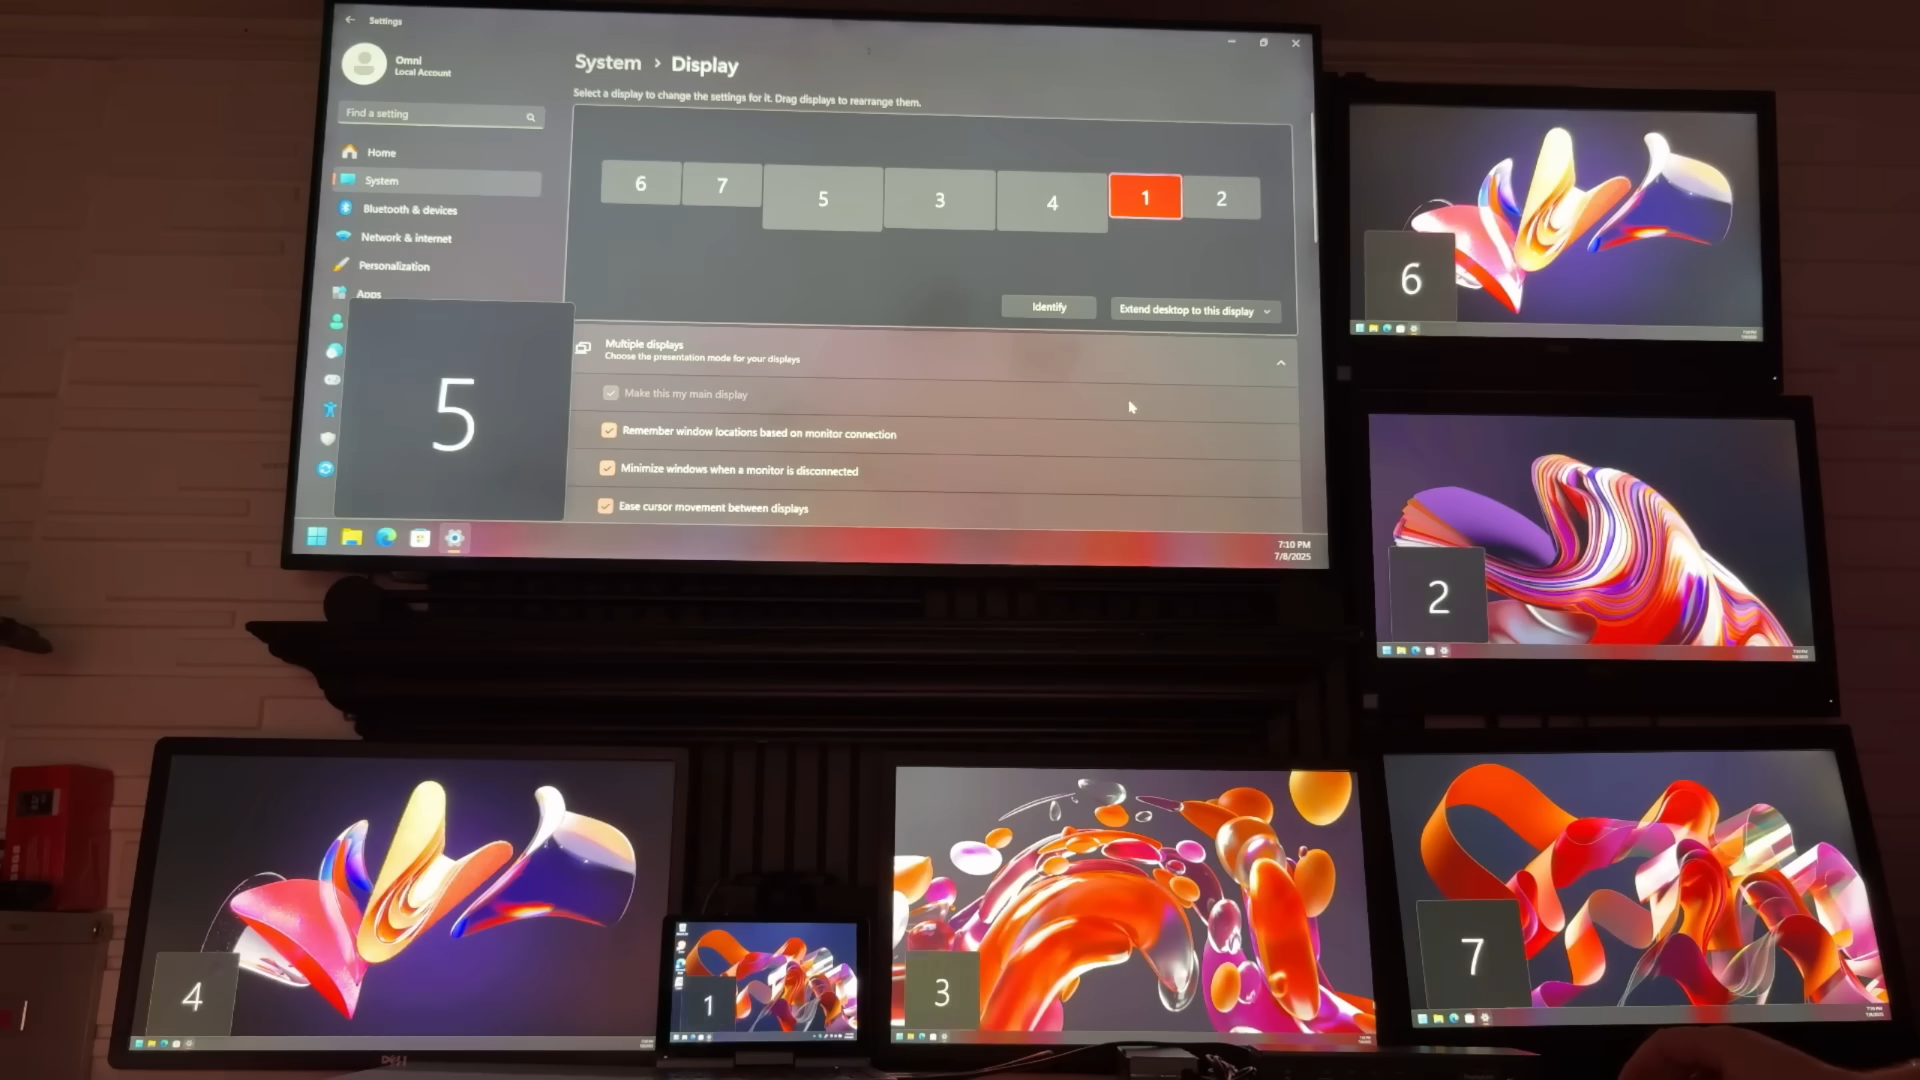 Settings
Omni
Local Account
Find a setting
Home
System
Bluetooth & devices
Network & internet
Personalization
Apps
System > Display
Select a display to change the settings for it. Drag displays to rearrange them.
6 7 5 3 4 1 2
Identify
Extend desktop to this display
Multiple displays
Choose the presentation mode for your displays
Make this my main display
Remember window locations based on monitor connection
Minimize windows when a monitor is disconnected
Ease cursor movement between displays
5
7:10 PM
7/8/2025
6
2
4
1
3
7
DELL